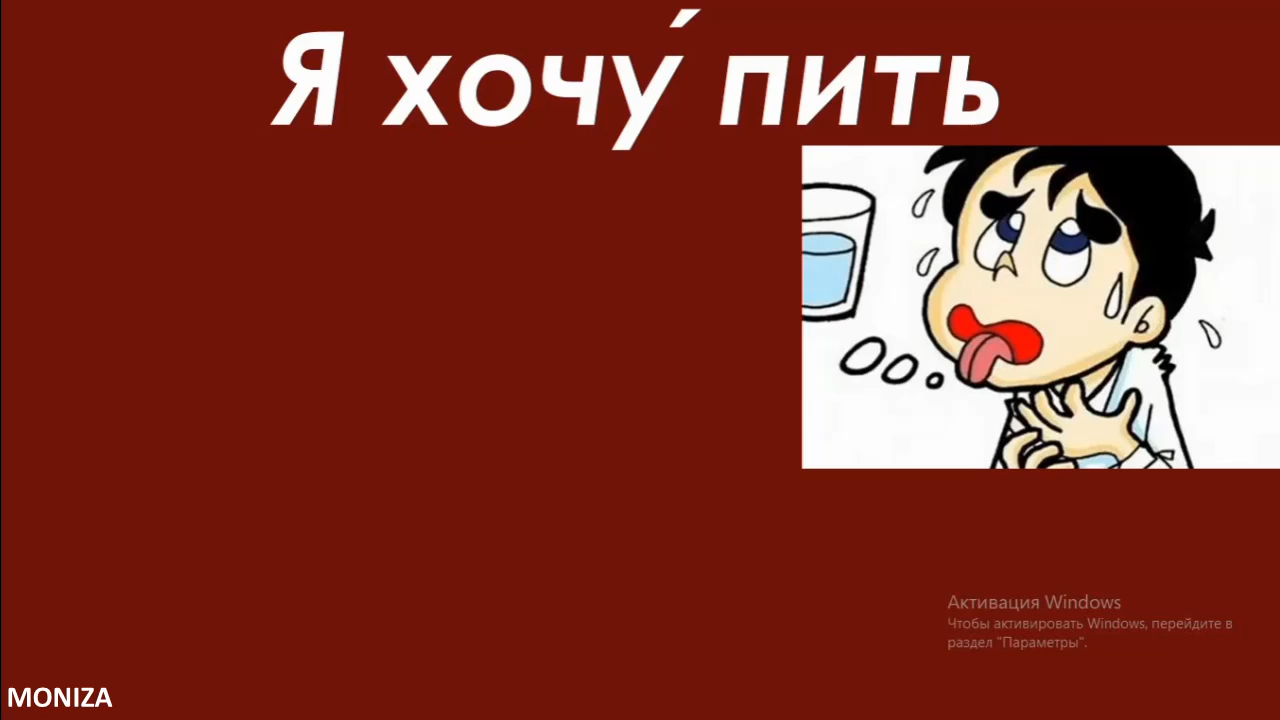 Я хочу́ пить
Активация Windows
Чтобы активировать Windows, перейдите в
раздел "Параметры".
MONIZA